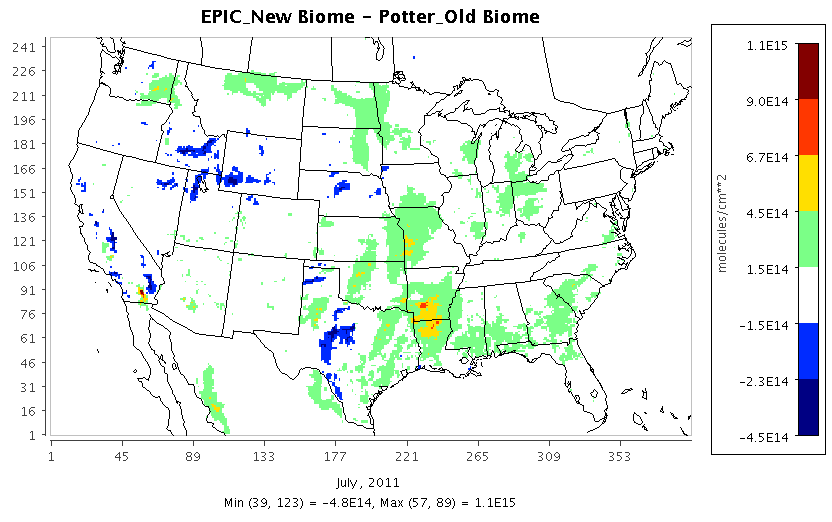 EPIC_New Biome - Potter_Old Biome
241
226
211
196
181
166
151
136
121
106
91
76
61
46
31
16
1
1 45 89 133 177 221 265 309 353
July, 2011
Min (39, 123) = -4.8E14, Max (57, 89) = 1.1E15
1.1E15
9.0E14
6.7E14
4.5E14
1.5E14
-1.5E14
-2.3E14
-4.5E14
molecules/cm**2